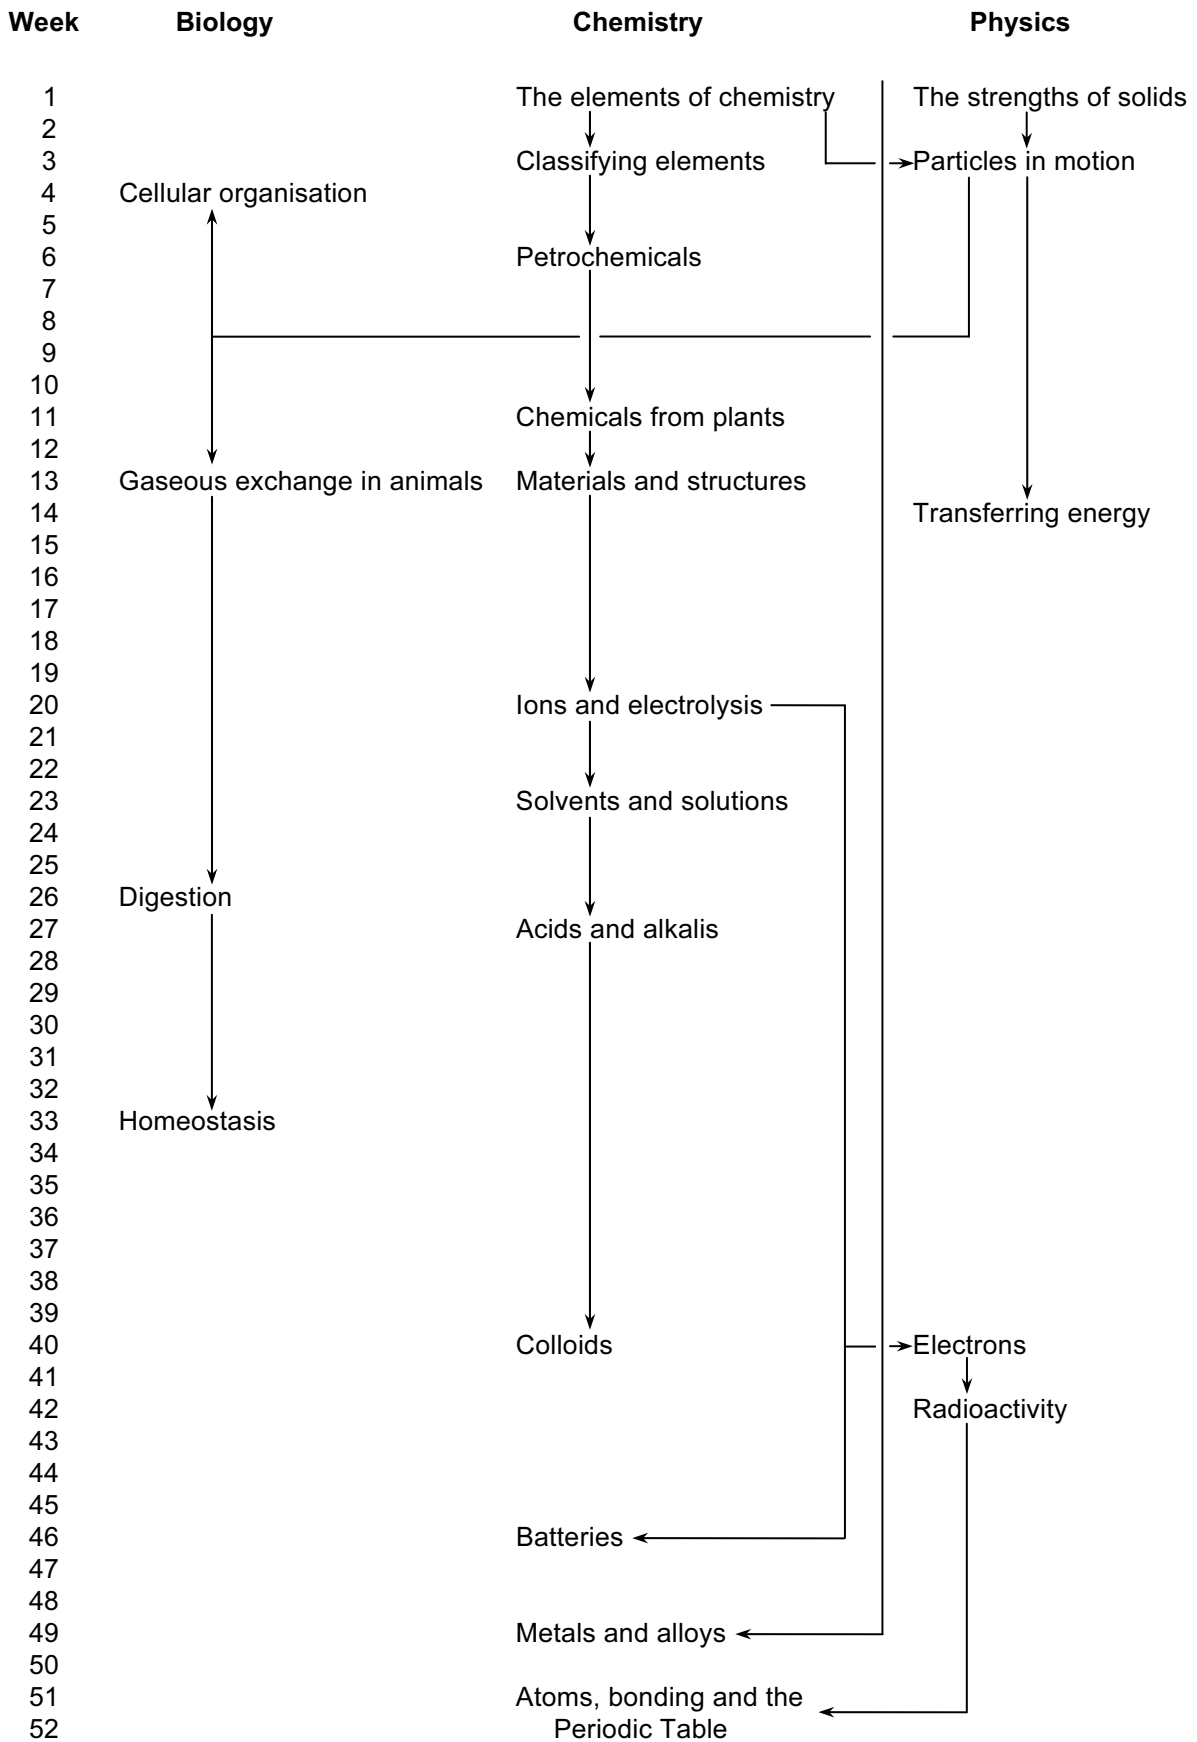 Week Biology Chemistry Physics
1 The elements of chemistry The strengths of solids
2
3 Classifying elements Particles in motion
4 Cellular organisation
5
6 Petrochemicals
7
8
9
10
11 Chemicals from plants
12
13 Gaseous exchange in animals Materials and structures
14 Transferring energy
15
16
17
18
19
20 Ions and electrolysis
21
22
23 Solvents and solutions
24
25
26 Digestion
27 Acids and alkalis
28
29
30
31
32
33 Homeostasis
34
35
36
37
38
39
40 Colloids Electrons
41
42 Radioactivity
43
44
45
46 Batteries
47
48
49 Metals and alloys
50
51 Atoms, bonding and the
52 Periodic Table